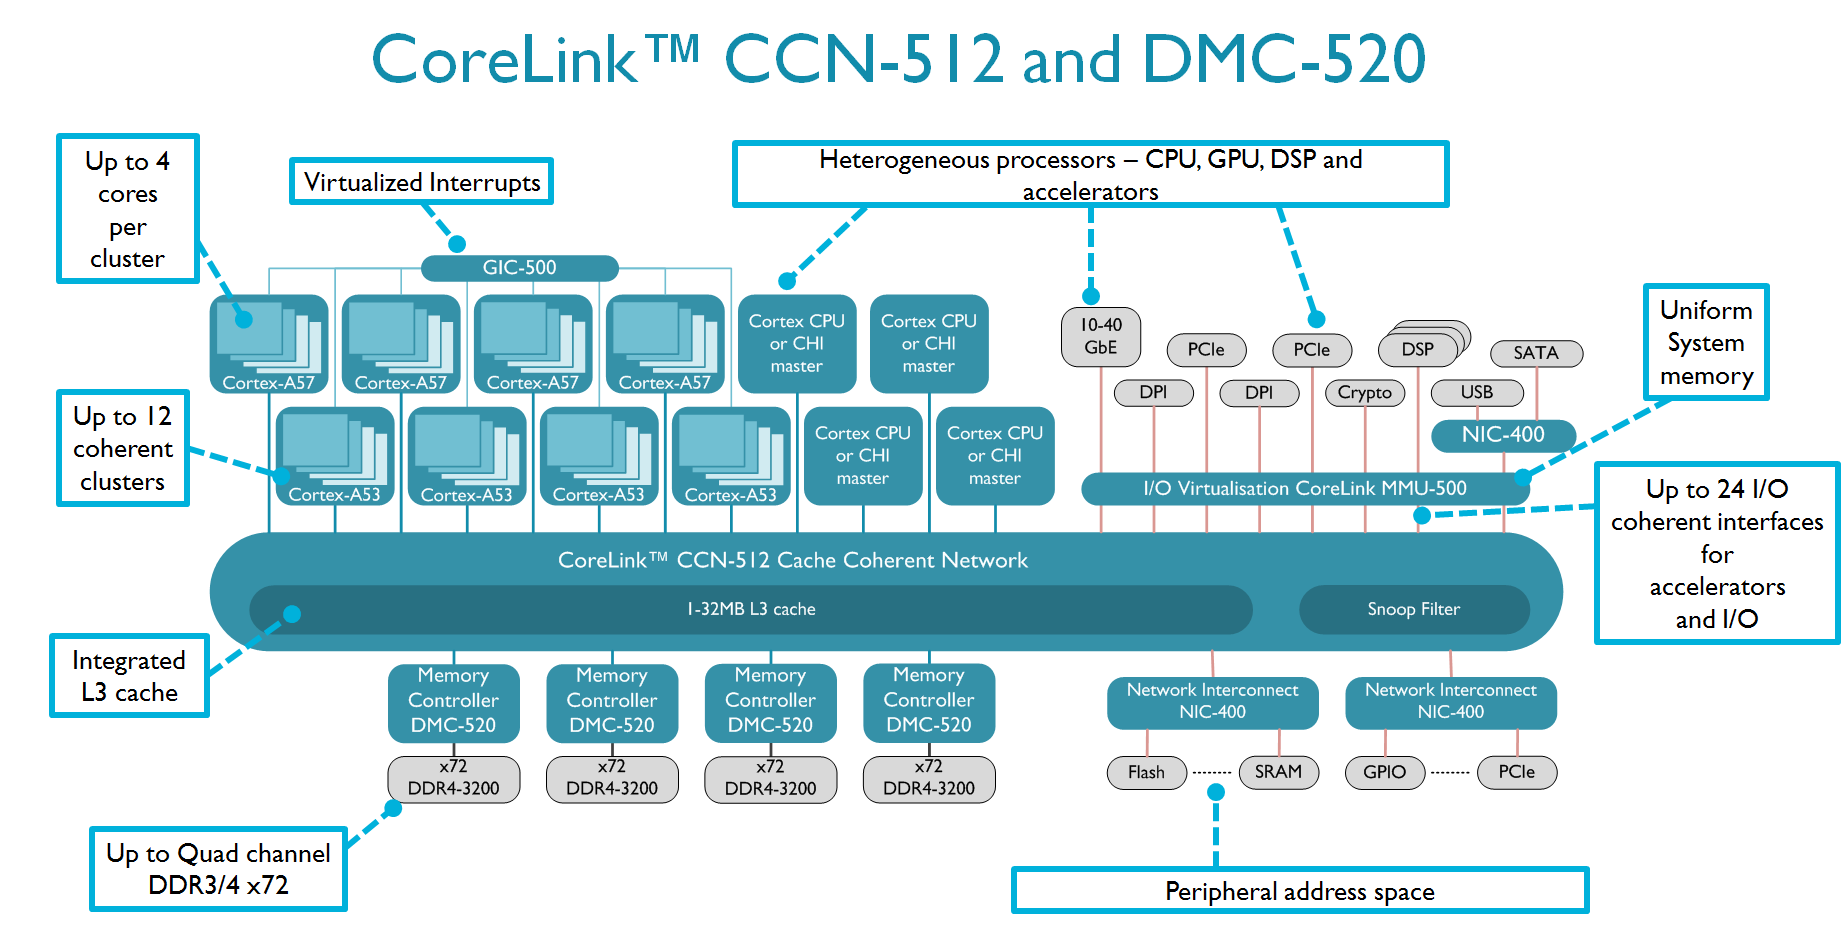 CoreLink™ CCN-512 and DMC-520
Up to 4
cores
per
cluster
Virtualized Interrupts
Heterogeneous processors – CPU, GPU, DSP and
accelerators
GIC-500
Cortex-A57
Cortex-A57
Cortex-A57
Cortex-A57
Cortex CPU
or CHI
master
Cortex CPU
or CHI
master
10-40
GbE
PCIe
PCIe
DSP
SATA
DPI
DPI
Crypto
USB
NIC-400
Uniform
System
memory
Up to 12
coherent
clusters
Cortex-A53
Cortex-A53
Cortex-A53
Cortex-A53
Cortex CPU
or CHI
master
Cortex CPU
or CHI
master
I/O Virtualisation CoreLink MMU-500
Up to 24 I/O
coherent interfaces
for
accelerators
and I/O
CoreLink™ CCN-512 Cache Coherent Network
1-32MB L3 cache
Snoop Filter
Integrated
L3 cache
Memory
Controller
DMC-520
Memory
Controller
DMC-520
Memory
Controller
DMC-520
Memory
Controller
DMC-520
Network Interconnect
NIC-400
Network Interconnect
NIC-400
x72
DDR4-3200
x72
DDR4-3200
x72
DDR4-3200
x72
DDR4-3200
Flash
SRAM
GPIO
PCIe
Up to Quad channel
DDR3/4 x72
Peripheral address space